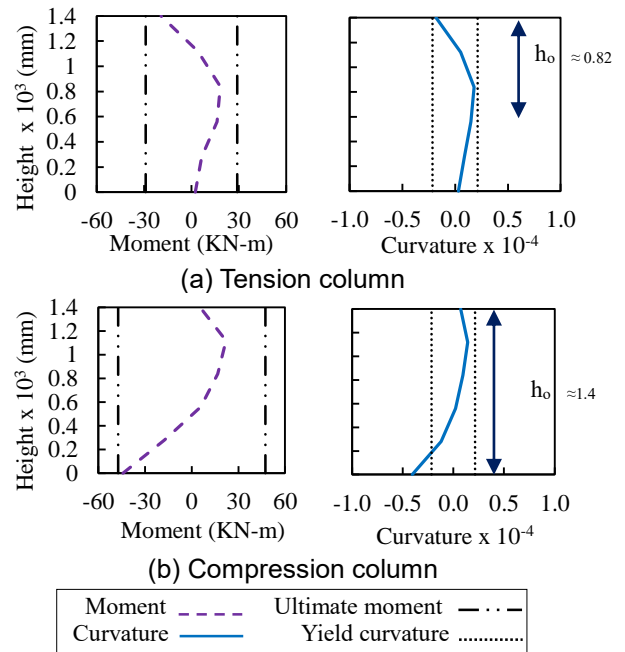 Height x 10³ (mm)
1.4
1.2
1
0.8
0.6
0.4
0.2
0
-60 -30 0 30 60
Moment (KN-m)
hₒ ≈ 0.82
-1.0 -0.5 0.0 0.5 1.0
Curvature x 10⁻⁴
(a) Tension column
Height x 10³ (mm)
1.4
1.2
1.0
0.8
0.6
0.4
0.2
0
-60 -30 0 30 60
Moment (KN-m)
hₒ ≈1.4
-1.0 -0.5 0.0 0.5 1.0
Curvature x 10⁻⁴
(b) Compression column
Moment Ultimate moment
Curvature Yield curvature